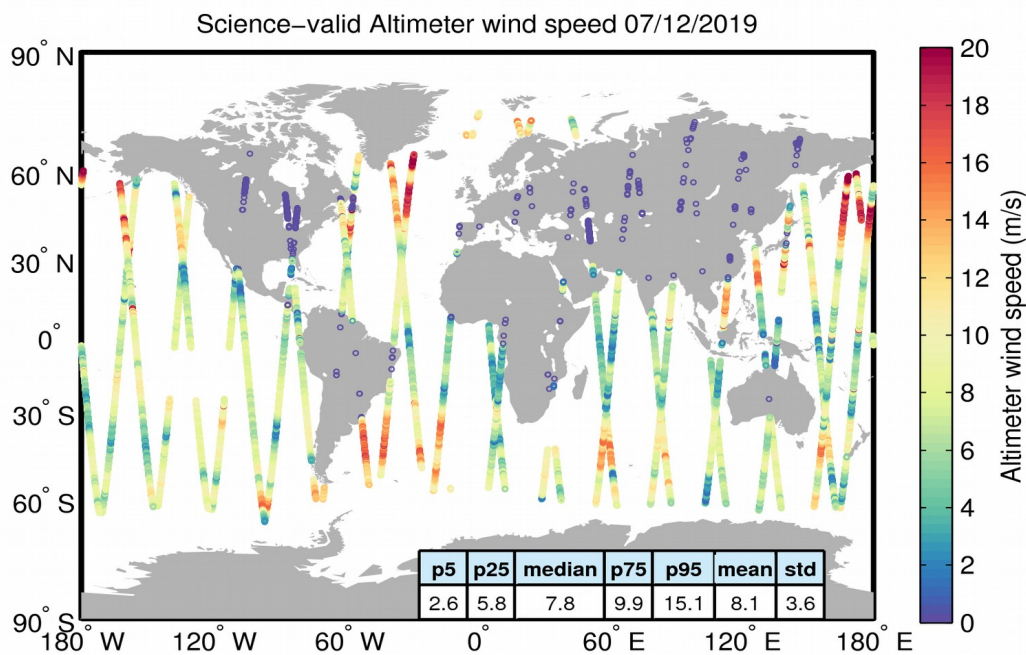 Science−valid Altimeter wind speed 07/12/2019
90° N
60° N
30° N
0°
30° S
60° S
90° S
180° W
120° W
60° W
0°
60° E
120° E
180° E
p5 p25 median p75 p95 mean std
2.6 5.8 7.8 9.9 15.1 8.1 3.6
20
18
16
14
12
10
8
6
4
2
0
Altimeter wind speed (m/s)